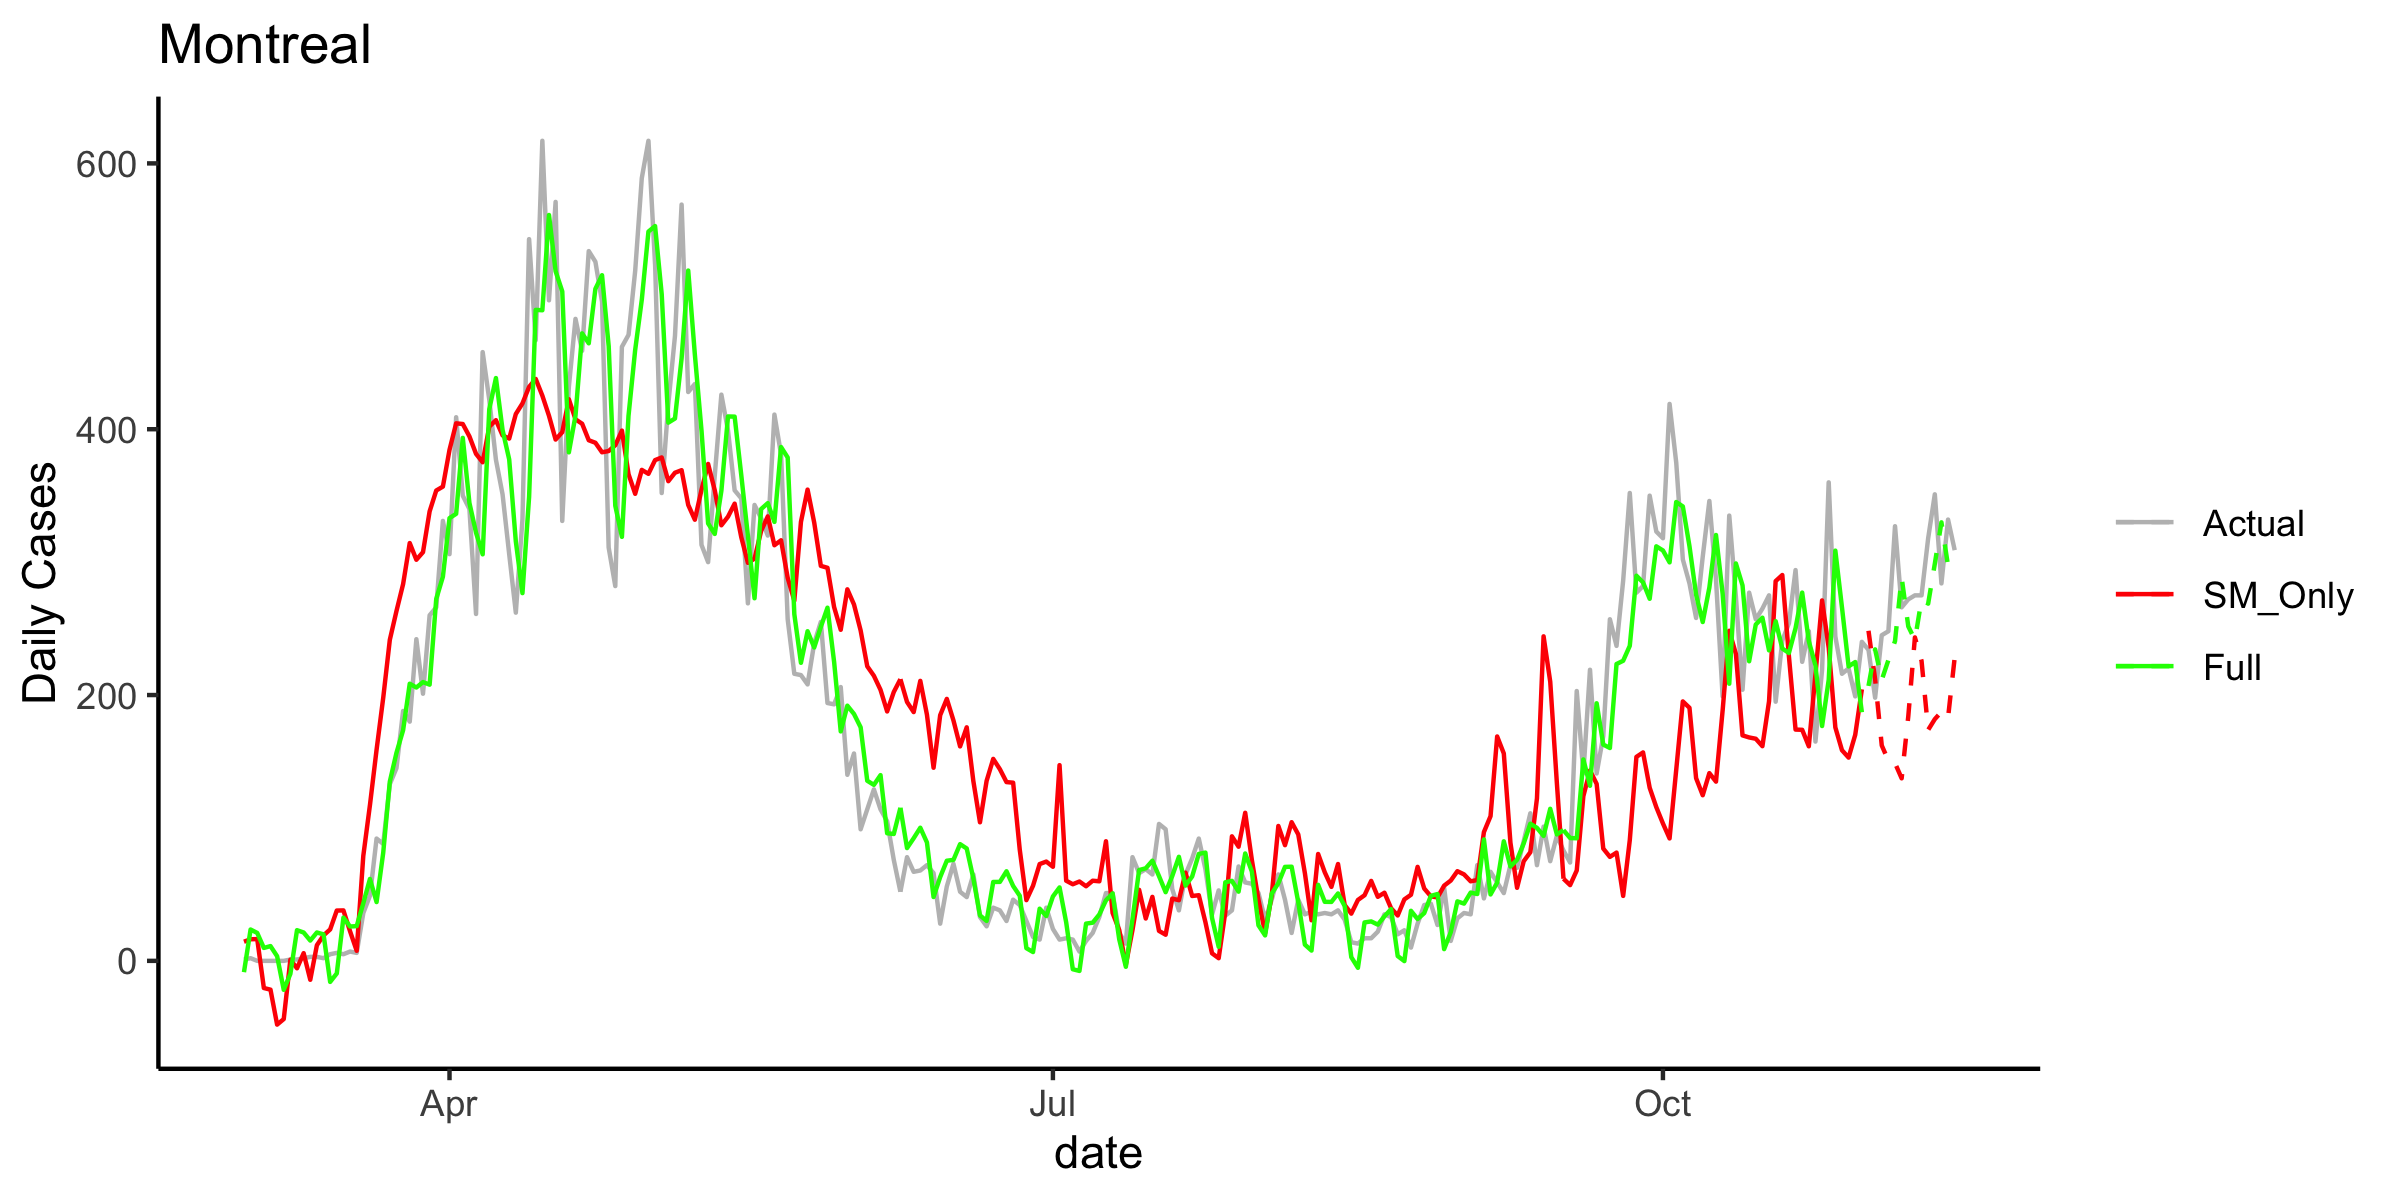 Montreal
Daily Cases
600
400
200
0
Apr
Jul
Oct
date
Actual
SM_Only
Full